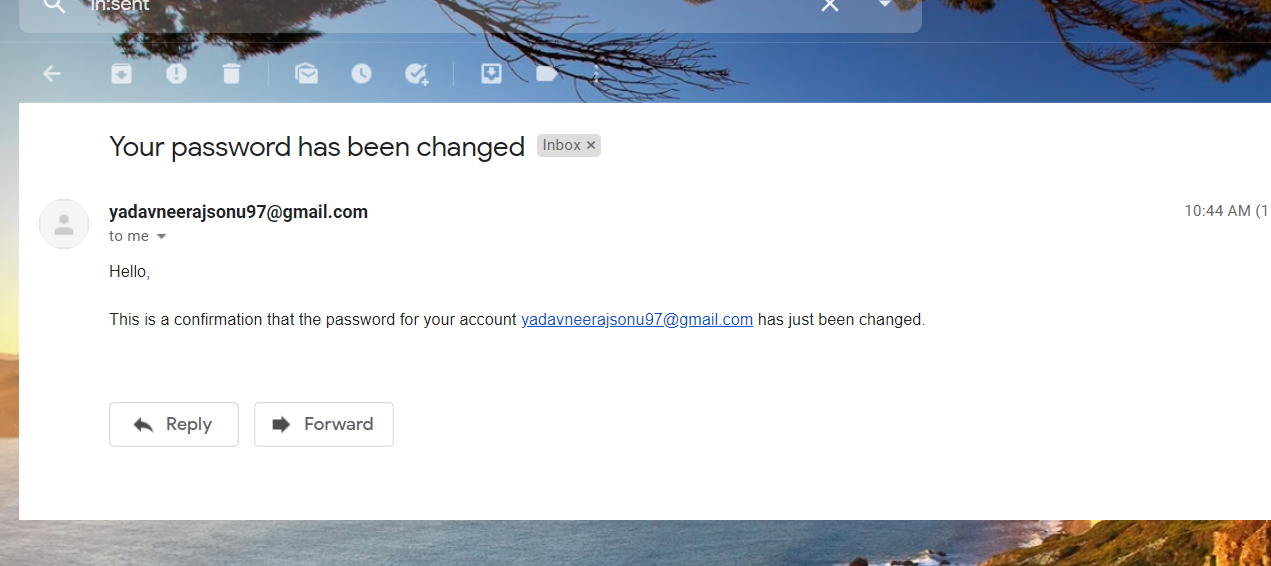 in:sent
Your password has been changed Inbox ×
yadavneerajsonu97@gmail.com 10:44 AM (1
to me
Hello,
This is a confirmation that the password for your account yadavneerajsonu97@gmail.com has just been changed.
Reply Forward